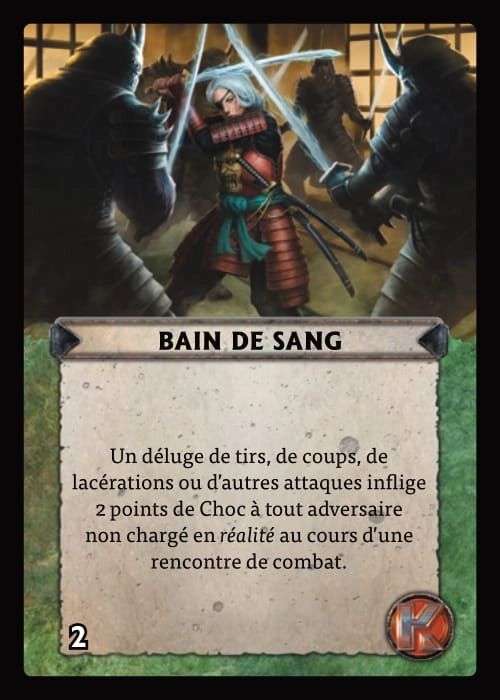 BAIN DE SANG
Un déluge de tirs, de coups, de
lacérations ou d'autres attaques inflige
2 points de Choc à tout adversaire
non chargé en réalité au cours d'une
rencontre de combat.
2
K